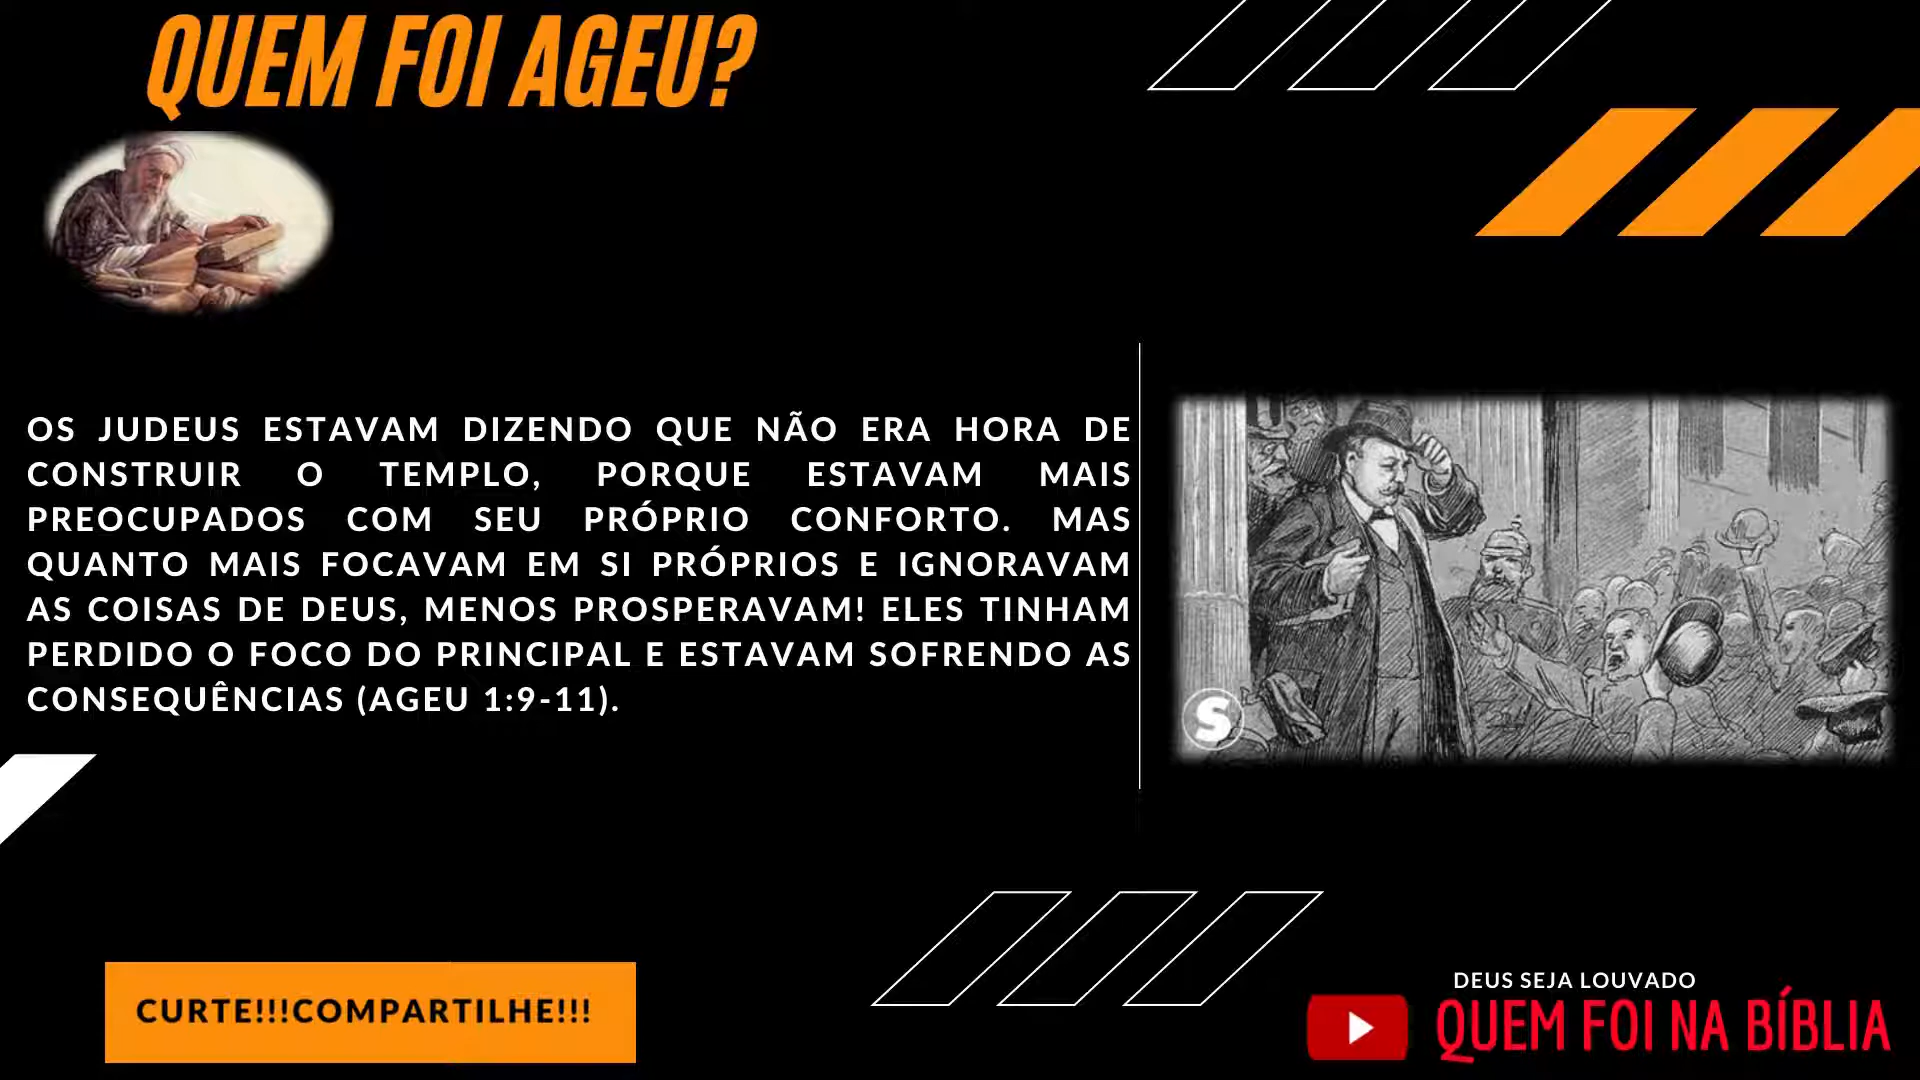 QUEM FOI AGEU?
OS JUDEUS ESTAVAM DIZENDO QUE NÃO ERA HORA DE
CONSTRUIR O TEMPLO, PORQUE ESTAVAM MAIS
PREOCUPADOS COM SEU PRÓPRIO CONFORTO. MAS
QUANTO MAIS FOCAVAM EM SI PRÓPRIOS E IGNORAVAM
AS COISAS DE DEUS, MENOS PROSPERAVAM! ELES TINHAM
PERDIDO O FOCO DO PRINCIPAL E ESTAVAM SOFRENDO AS
CONSEQUÊNCIAS (AGEU 1:9-11).
S
CURTE!!!COMPARTILHE!!!
DEUS SEJA LOUVADO
QUEM FOI NA BÍBLIA